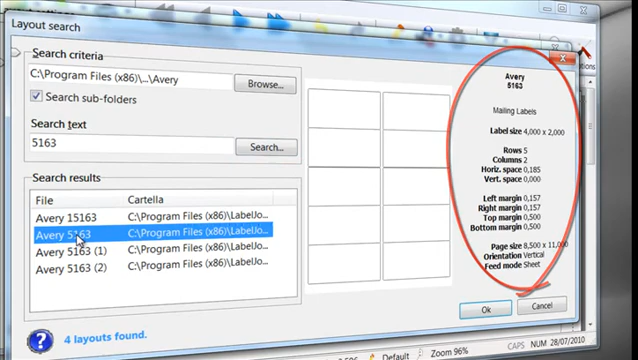 Layout search
Search criteria
C:\Program Files (x86)\...\Avery
Browse...
Search sub-folders
Search text
5163
Search...
Search results
File Cartella
Avery 15163 C:\Program Files (x86)\LabelJo...
Avery 5163 C:\Program Files (x86)\LabelJo...
Avery 5163 (1) C:\Program Files (x86)\LabelJo...
Avery 5163 (2) C:\Program Files (x86)\LabelJo...
4 layouts found.
Avery
5163
Mailing Labels
Label size 4,000 x 2,000
Rows 5
Columns 2
Horiz. space 0,185
Vert. space 0,000
Left margin 0,157
Right margin 0,157
Top margin 0,500
Bottom margin 0,500
Page size 8,500 x 11,000
Orientation Vertical
Feed mode Sheet
Ok
Cancel
Default
Zoom 96%
CAPS
NUM
28/07/2010